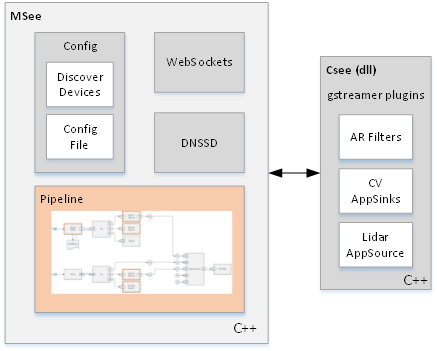 MSee
Config
Discover
Devices
Config
File
WebSockets
DNSSD
Pipeline
C++
Csee (dll)
gstreamer plugins
AR Filters
CV
AppSinks
Lidar
AppSource
C++